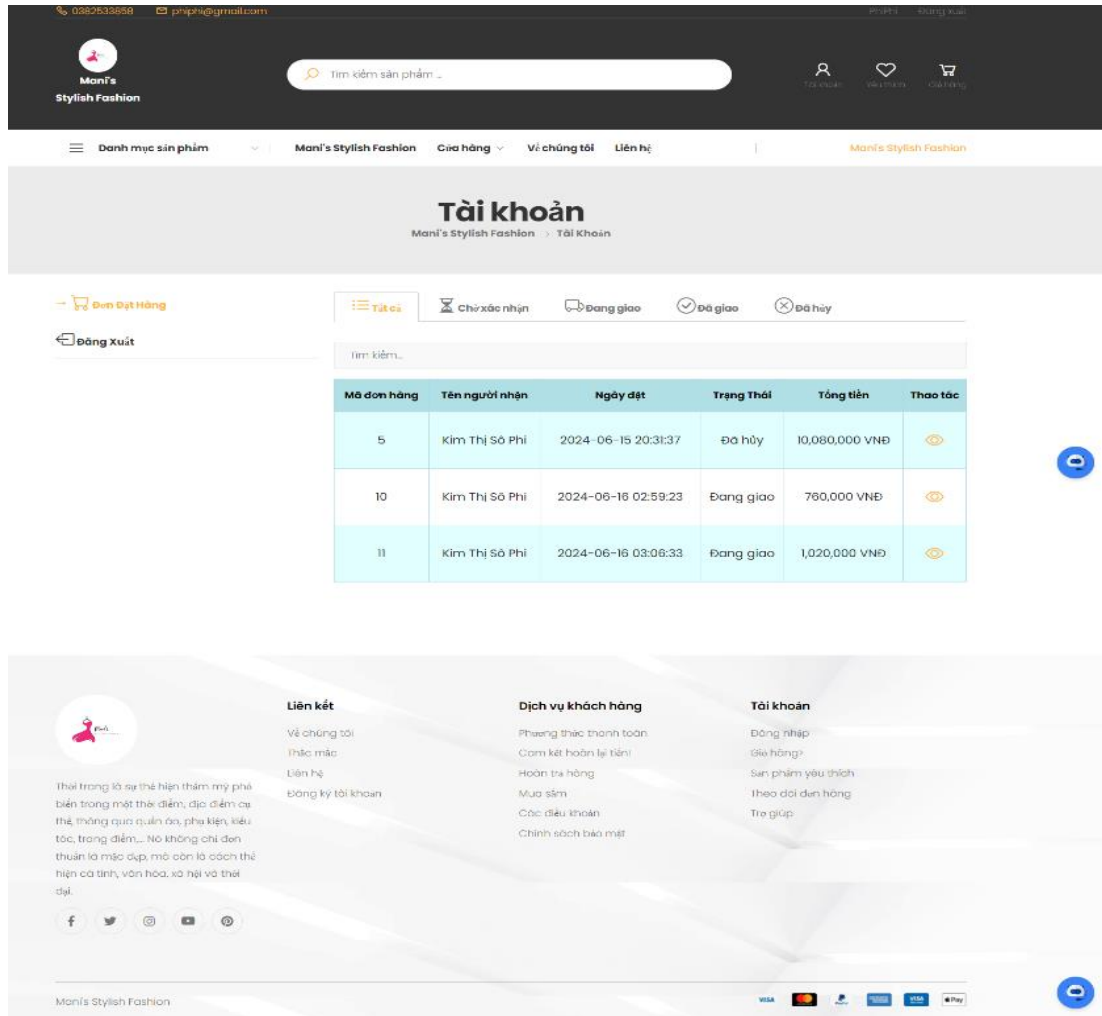 0382533858 phiphi@gmail.com PhiPhi Đăng xuất
Mani's
Stylish Fashion
Tìm kiếm sản phẩm ...
Tài khoản Yêu thích Giỏ hàng
Danh mục sản phẩm Mani's Stylish Fashion Cửa hàng Về chúng tôi Liên hệ Mani's Stylish Fashion
Tài khoản
Mani's Stylish Fashion > Tài Khoản
Đơn Đặt Hàng
Đăng Xuất
Tất cả Chờ xác nhận Đang giao Đã giao Đã hủy
Tìm kiếm...
Mã đơn hàng Tên người nhận Ngày đặt Trạng Thái Tổng tiền Thao tác
5 Kim Thị Sô Phi 2024-06-15 20:31:37 Đã hủy 10,080,000 VNĐ
10 Kim Thị Sô Phi 2024-06-16 02:59:23 Đang giao 760,000 VNĐ
11 Kim Thị Sô Phi 2024-06-16 03:06:33 Đang giao 1,020,000 VNĐ
Thời trang là sự thể hiện thẩm mỹ phổ
biến trong một thời điểm, địa điểm cụ
thể, thông qua quần áo, phụ kiện, kiểu
tóc, trang điểm,... Nó không chỉ đơn
thuần là mặc đẹp, mà còn là cách thể
hiện cá tính, văn hóa, xã hội và thời
đại.
Liên kết
Về chúng tôi
Thắc mắc
Liên hệ
Đăng ký tài khoản
Dịch vụ khách hàng
Phương thức thanh toán
Cam kết hoàn lại tiền!
Hoàn trả hàng
Mua sắm
Các điều khoản
Chính sách bảo mật
Tài khoản
Đăng nhập
Giỏ hàng>
Sản phẩm yêu thích
Theo dõi đơn hàng
Trợ giúp
Mani's Stylish Fashion
VISA PayPal VISA Pay